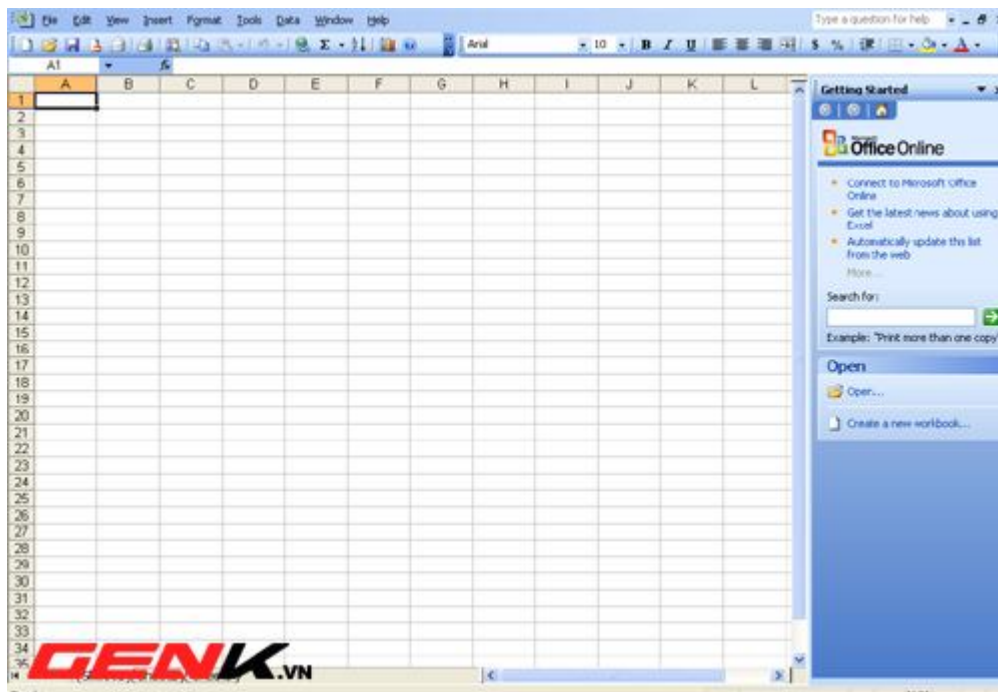 File Edit View Insert Format Tools Data Window Help
Type a question for help
Arial 10 B I U $ %
A1 fx
A B C D E F G H I J K L
1
2
3
4
5
6
7
8
9
10
11
12
13
14
15
16
17
18
19
20
21
22
23
24
25
26
27
28
29
30
31
32
33
34
35
Getting Started
Microsoft
Office Online
Connect to Microsoft Office
Online
Get the latest news about using
Excel
Automatically update this list
from the web
More...
Search for:
Example: "Print more than one copy"
Open
Open...
Create a new workbook...
GENK.VN